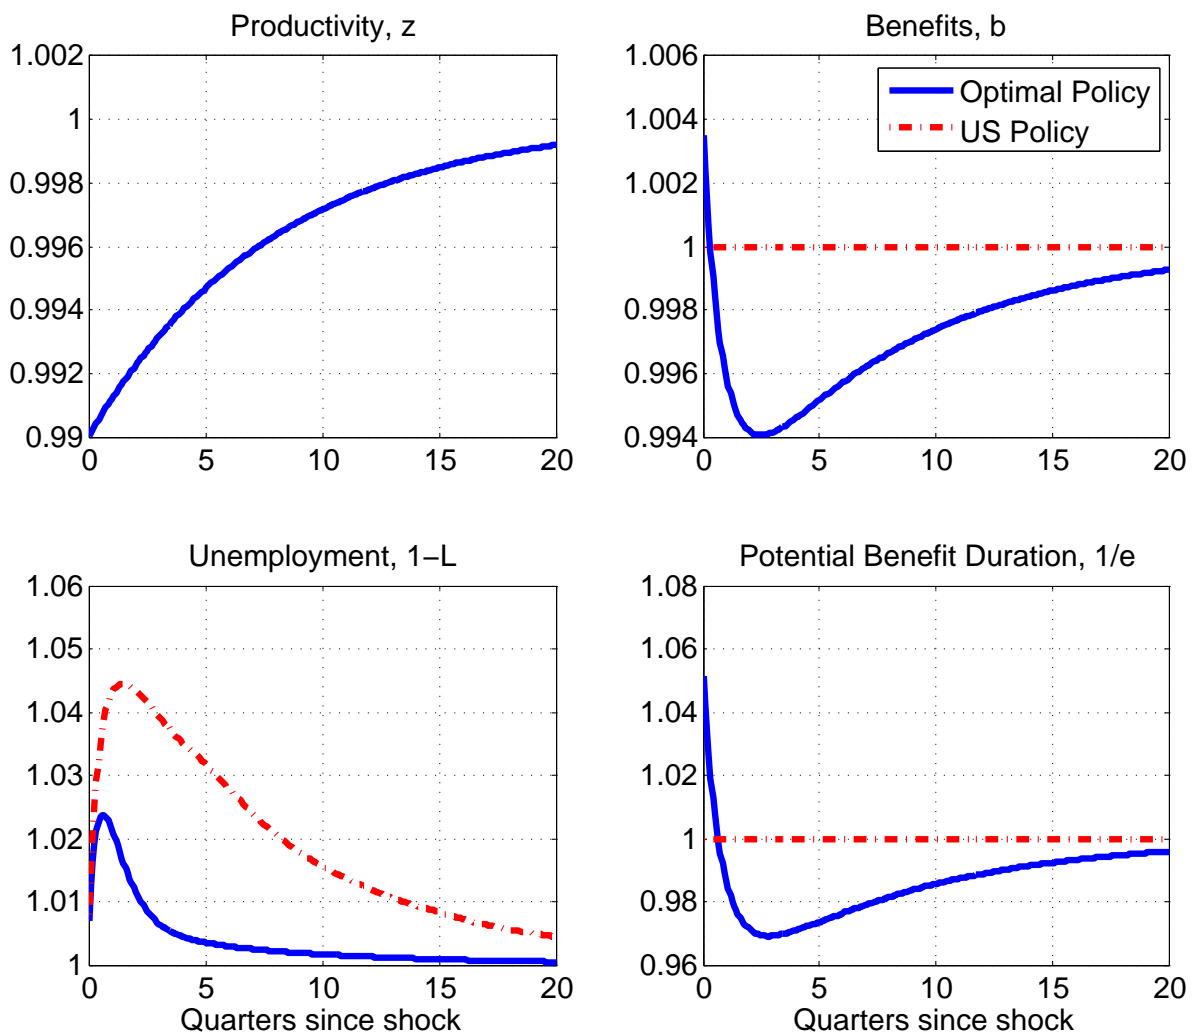 Productivity, z
1.002
1
0.998
0.996
0.994
0.992
0.99
0 5 10 15 20
Benefits, b
1.006
1.004
1.002
1
0.998
0.996
0.994
0 5 10 15 20
Optimal Policy
US Policy
Unemployment, 1−L
1.06
1.05
1.04
1.03
1.02
1.01
1
0 5 10 15 20
Quarters since shock
Potential Benefit Duration, 1/e
1.08
1.06
1.04
1.02
1
0.98
0.96
0 5 10 15 20
Quarters since shock